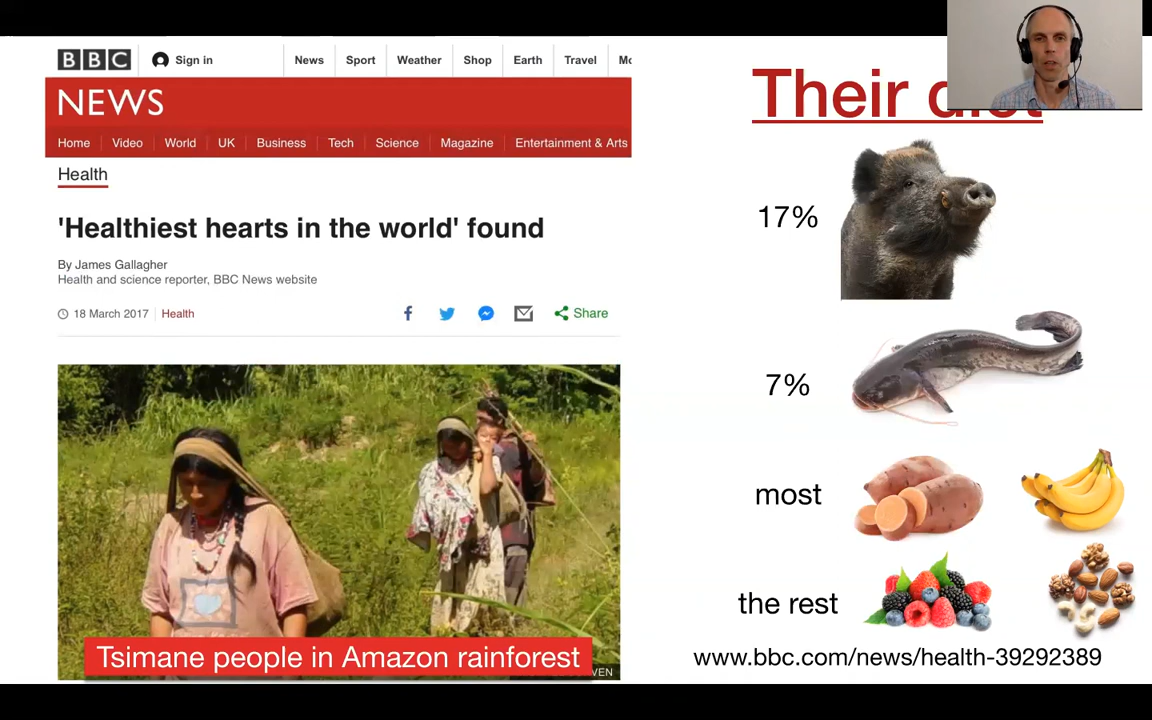 BBC Sign in News Sport Weather Shop Earth Travel
NEWS
Home Video World UK Business Tech Science Magazine Entertainment & Arts
Health
'Healthiest hearts in the world' found
By James Gallagher
Health and science reporter, BBC News website
18 March 2017 Health Share
Tsimane people in Amazon rainforest
VEN
Their
17%
7%
most
the rest
www.bbc.com/news/health-39292389